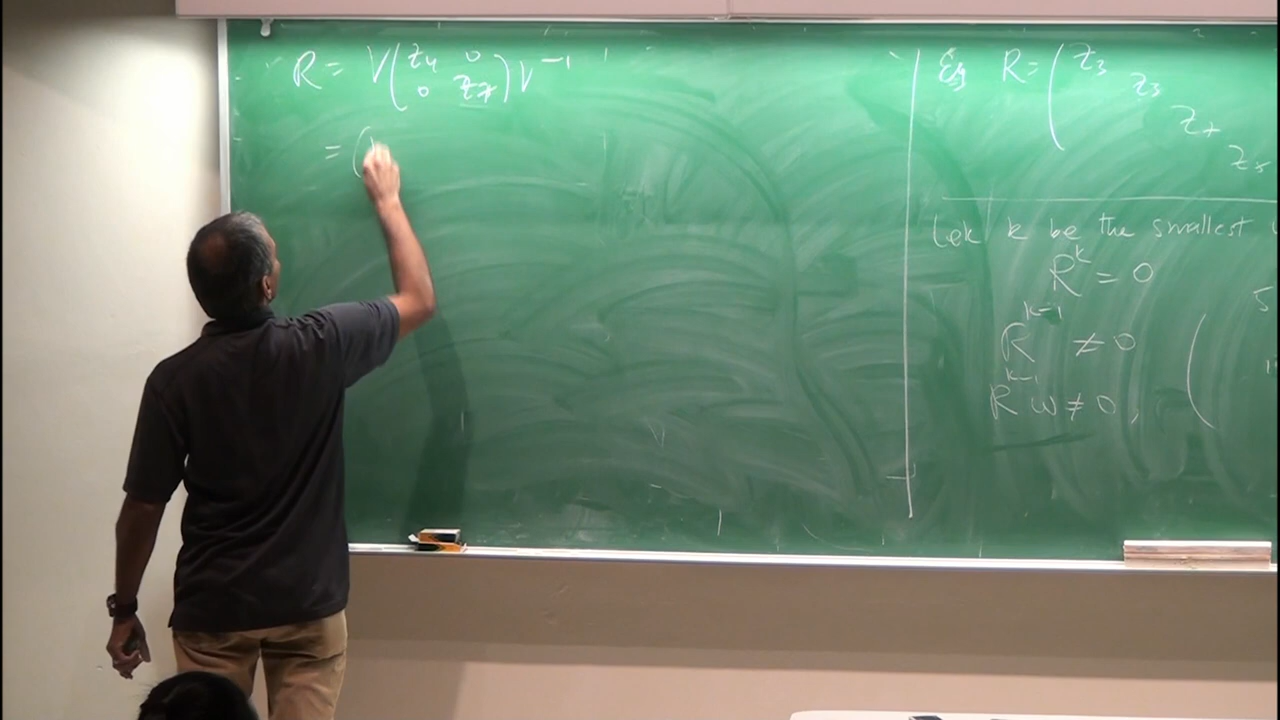 R = V ( Z₄ 0
0 Z₇ ) V⁻¹
= (
Eg R = ( Z₃
Z₃
Let k be the smallest
Rᵏ = 0
Rᵏ⁻¹ ≠ 0
Rᵏ⁻¹ w ≠ 0 , (
5